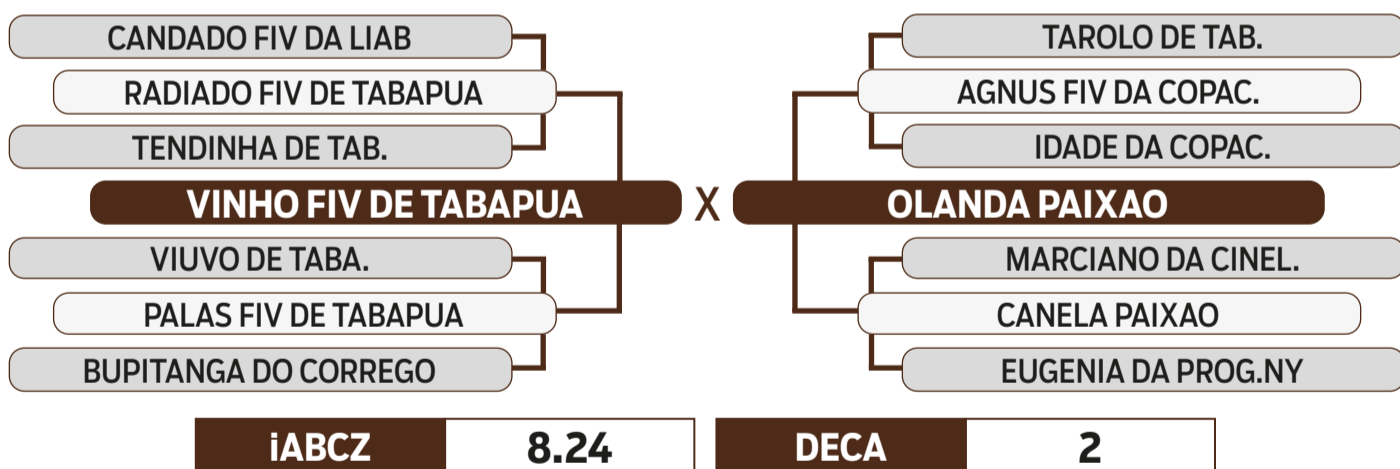 CANDADO FIV DA LIAB
RADIADO FIV DE TABAPUA
TENDINHA DE TAB.
VINHO FIV DE TABAPUA
VIUVO DE TABA.
PALAS FIV DE TABAPUA
BUPITANGA DO CORREGO
X
TAROLO DE TAB.
AGNUS FIV DA COPAC.
IDADE DA COPAC.
OLANDA PAIXAO
MARCIANO DA CINEL.
CANELA PAIXAO
EUGENIA DA PROG.NY
iABCZ 8.24 DECA 2